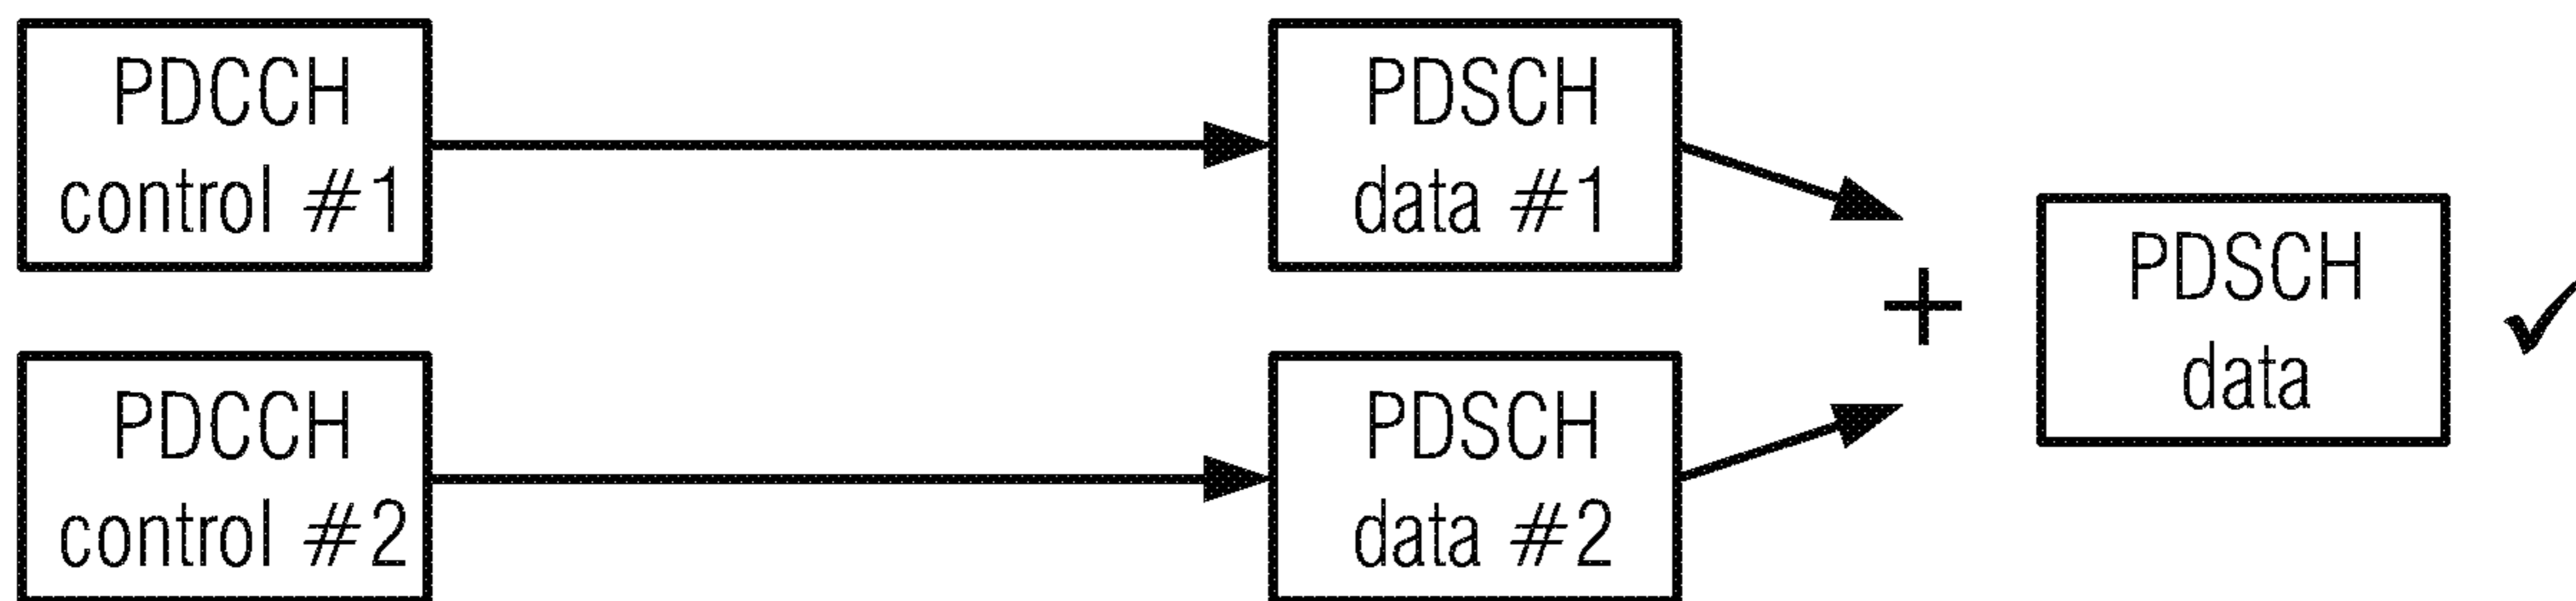 PDCCH
control #1
PDSCH
data #1
+
PDSCH
data
✓
PDCCH
control #2
PDSCH
data #2